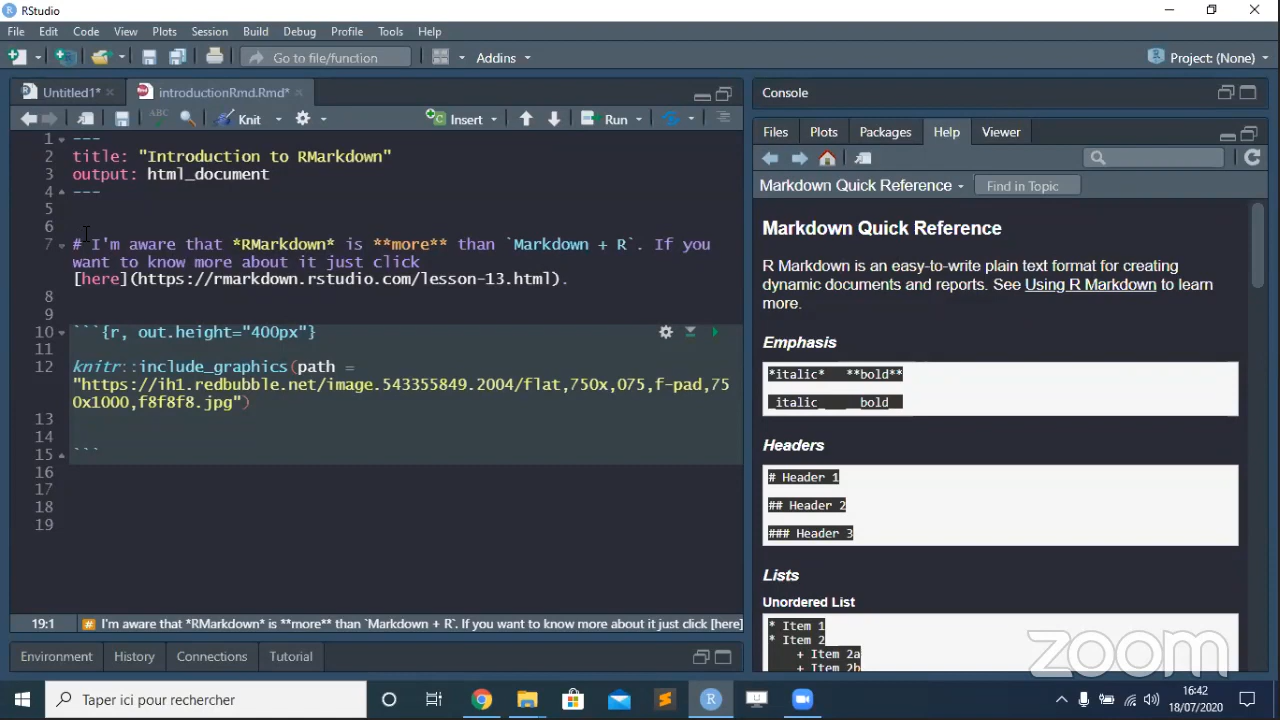 RStudio
File Edit Code View Plots Session Build Debug Profile Tools Help
Go to file/function Addins Project: (None)
Untitled1* introductionRmd.Rmd*
ABC Knit Insert Run
1 ---
2 title: "Introduction to RMarkdown"
3 output: html_document
4 ---
5
6
7 # I'm aware that *RMarkdown* is **more** than `Markdown + R`. If you
want to know more about it just click
[here](https://rmarkdown.rstudio.com/lesson-13.html).
8
9
10 ```{r, out.height="400px"}
11
12 knitr::include_graphics(path =
"https://ih1.redbubble.net/image.543355849.2004/flat,750x,075,f-pad,75
0x1000,f8f8f8.jpg")
13
14
15 ```
16
17
18
19
19:1 # I'm aware that *RMarkdown* is **more** than `Markdown + R`. If you want to know more about it just click [here]
Environment History Connections Tutorial
Console
Files Plots Packages Help Viewer
Markdown Quick Reference Find in Topic
Markdown Quick Reference
R Markdown is an easy-to-write plain text format for creating
dynamic documents and reports. See Using R Markdown to learn
more.
Emphasis
*italic* **bold**
_italic_ __bold__
Headers
# Header 1
## Header 2
### Header 3
Lists
Unordered List
* Item 1
* Item 2
+ Item 2a
+ Item 2b
zoom
Taper ici pour rechercher
16:42
18/07/2020